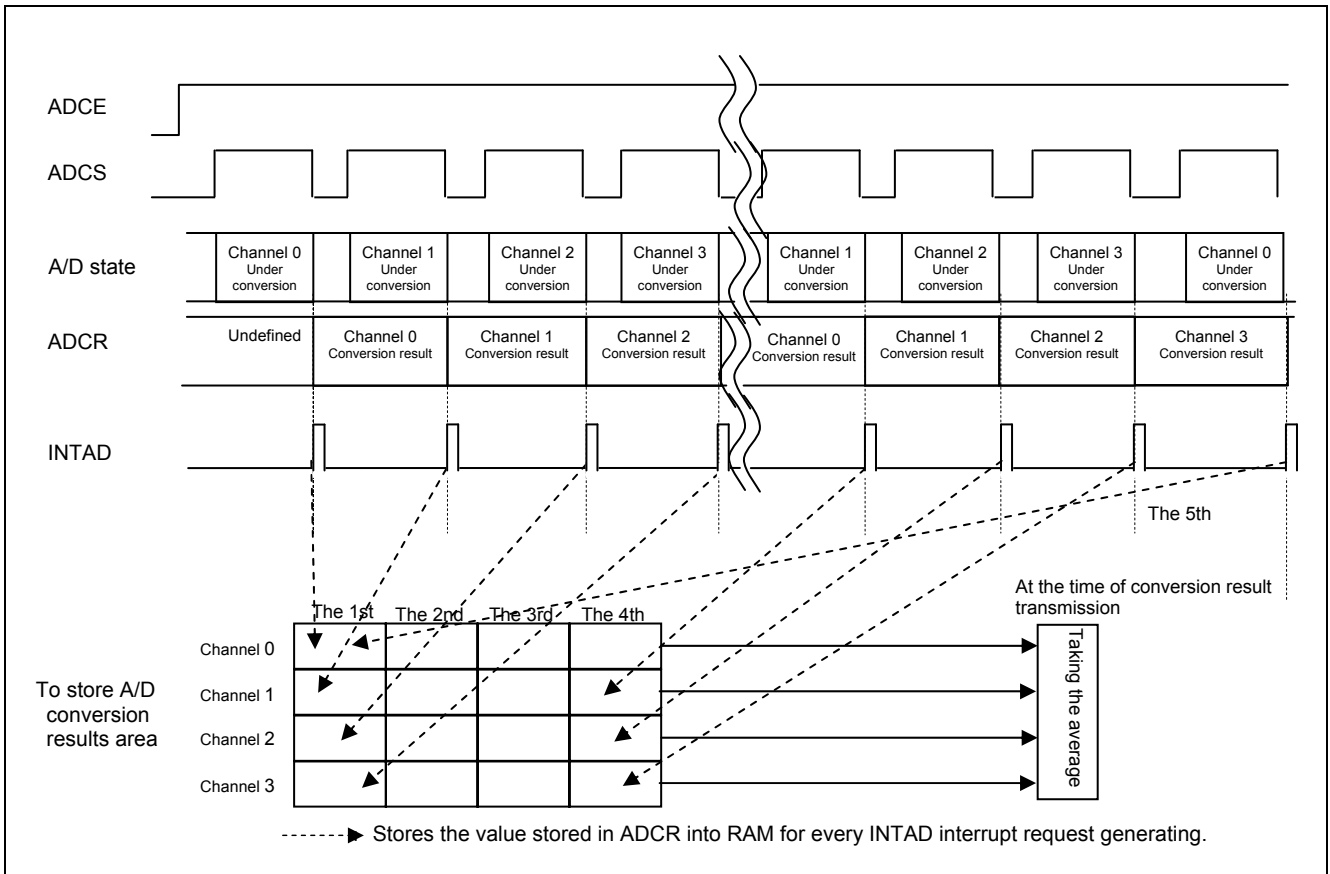 ADCE
ADCS
A/D state
Channel 0
Under
conversion
Channel 1
Under
conversion
Channel 2
Under
conversion
Channel 3
Under
conversion
Channel 1
Under
conversion
Channel 2
Under
conversion
Channel 3
Under
conversion
Channel 0
Under
conversion
ADCR
Undefined
Channel 0
Conversion result
Channel 1
Conversion result
Channel 2
Conversion result
Channel 0
Conversion result
Channel 1
Conversion result
Channel 2
Conversion result
Channel 3
Conversion result
INTAD
The 5th
At the time of conversion result
transmission
The 1st
The 2nd
The 3rd
The 4th
Channel 0
Channel 1
Channel 2
Channel 3
To store A/D
conversion
results area
Taking the average
Stores the value stored in ADCR into RAM for every INTAD interrupt request generating.